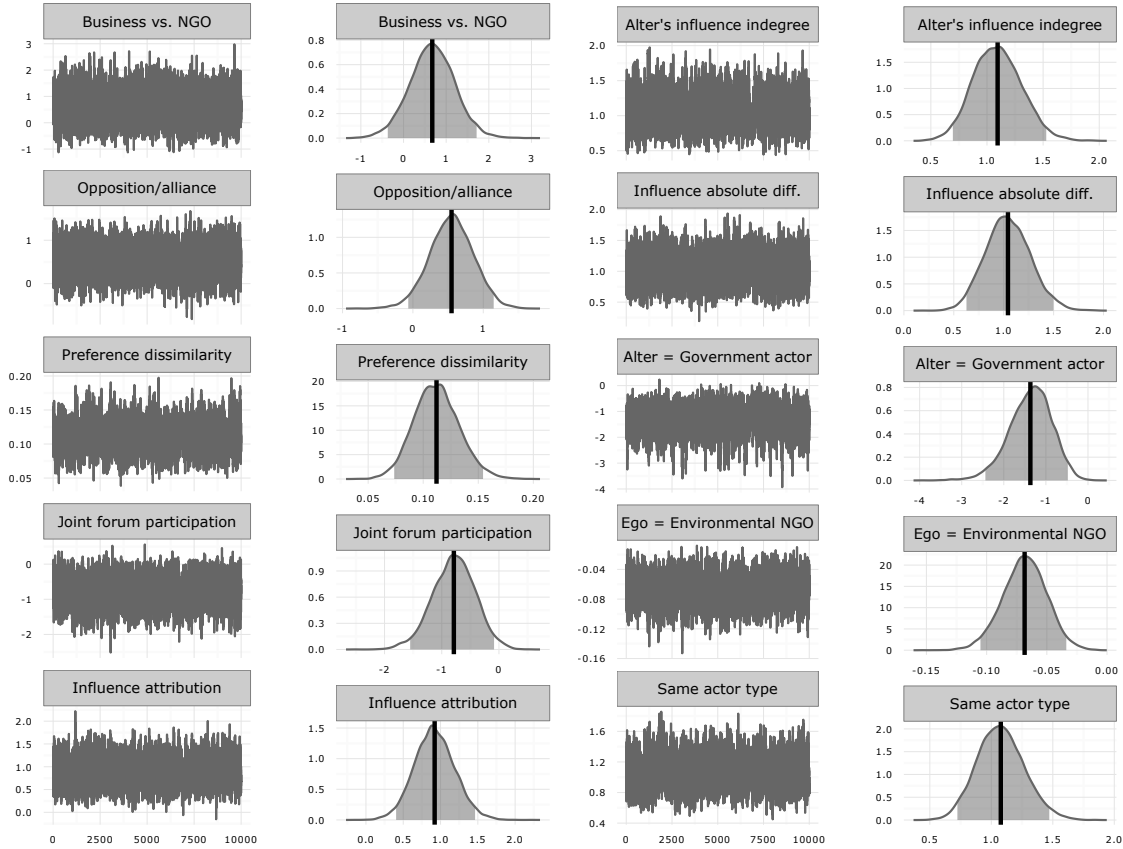 Business vs. NGO
3
2
1
0
-1
Business vs. NGO
0.8
0.6
0.4
0.2
0.0
-1 0 1 2 3
Alter's influence indegree
2.0
1.5
1.0
0.5
Alter's influence indegree
1.5
1.0
0.5
0.0
0.5 1.0 1.5 2.0
Opposition/alliance
1
0
Opposition/alliance
1.0
0.5
0.0
-1 0 1
Influence absolute diff.
2.0
1.5
1.0
0.5
Influence absolute diff.
1.5
1.0
0.5
0.0
0.0 0.5 1.0 1.5 2.0
Preference dissimilarity
0.20
0.15
0.10
0.05
Preference dissimilarity
20
15
10
5
0
0.05 0.10 0.15 0.20
Alter = Government actor
0
-1
-2
-3
-4
Alter = Government actor
0.8
0.6
0.4
0.2
0.0
-4 -3 -2 -1 0
Joint forum participation
0
-1
-2
Joint forum participation
0.9
0.6
0.3
0.0
-2 -1 0
Ego = Environmental NGO
-0.04
-0.08
-0.12
-0.16
Ego = Environmental NGO
20
15
10
5
0
-0.15 -0.10 -0.05 0.00
Influence attribution
2.0
1.5
1.0
0.5
0.0
0 2500 5000 7500 10000
Influence attribution
1.5
1.0
0.5
0.0
0.0 0.5 1.0 1.5 2.0
Same actor type
1.6
1.2
0.8
0.4
0 2500 5000 7500 10000
Same actor type
2.0
1.5
1.0
0.5
0.0
0.5 1.0 1.5 2.0